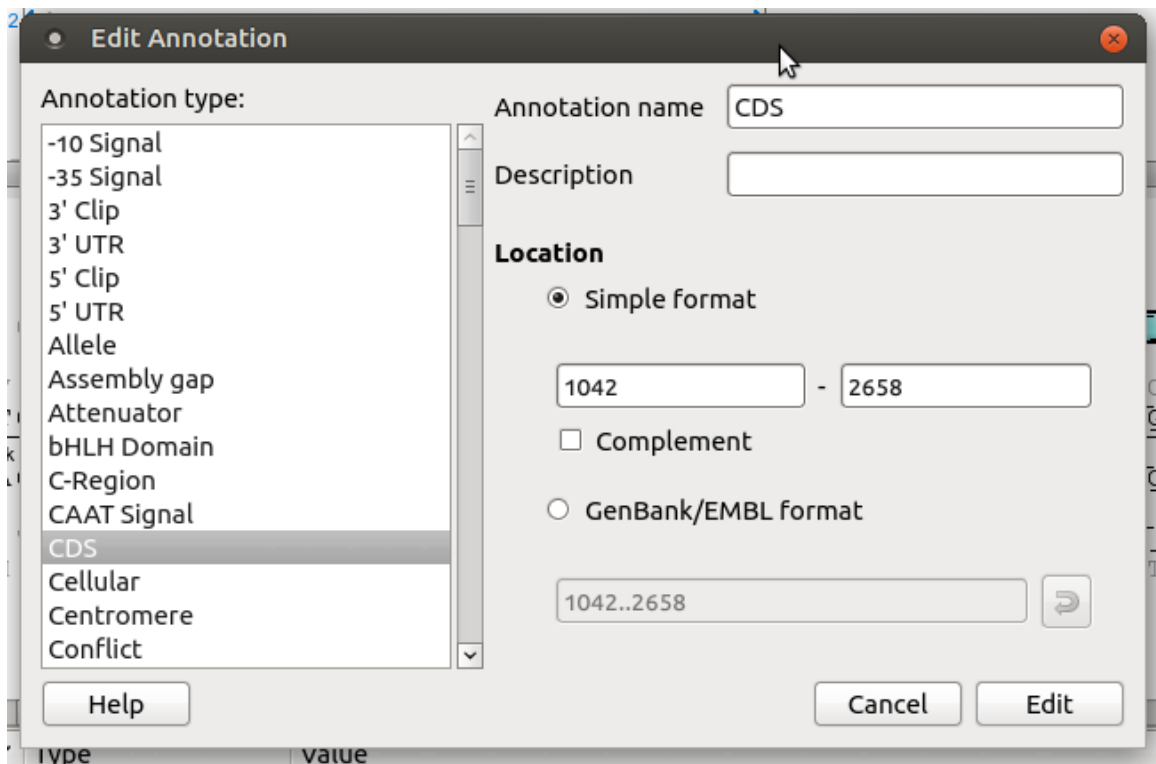 Edit Annotation
Annotation type:
-10 Signal
-35 Signal
3' Clip
3' UTR
5' Clip
5' UTR
Allele
Assembly gap
Attenuator
bHLH Domain
C-Region
CAAT Signal
CDS
Cellular
Centromere
Conflict
Annotation name CDS
Description
Location
Simple format
1042 - 2658
Complement
GenBank/EMBL format
1042..2658
Help Cancel Edit
Type Value